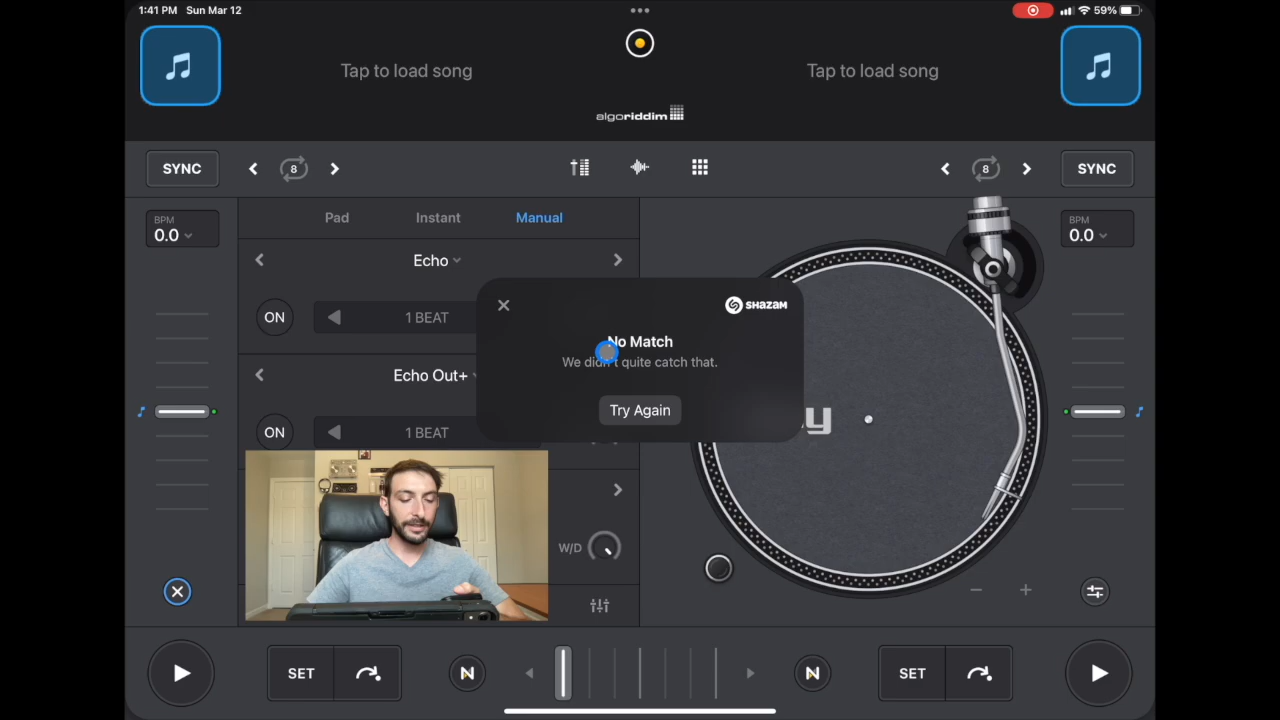 1:41 PM Sun Mar 12
59%
Tap to load song
Tap to load song
algoriddim
SYNC
8
8
SYNC
BPM
0.0
Pad
Instant
Manual
BPM
0.0
Echo
ON
1 BEAT
SHAZAM
No Match
We didn't quite catch that.
Try Again
Echo Out+
ON
1 BEAT
W/D
SET
N
N
SET